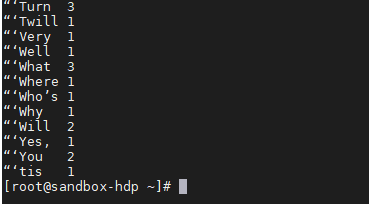 “‘Turn 3
“‘Twill 1
“‘Very 1
“‘Well 1
“‘What 3
“‘Where 1
“‘Who’s 1
“‘Why 1
“‘Will 2
“‘Yes, 1
“‘You 2
“‘tis 1
[root@sandbox-hdp ~]#